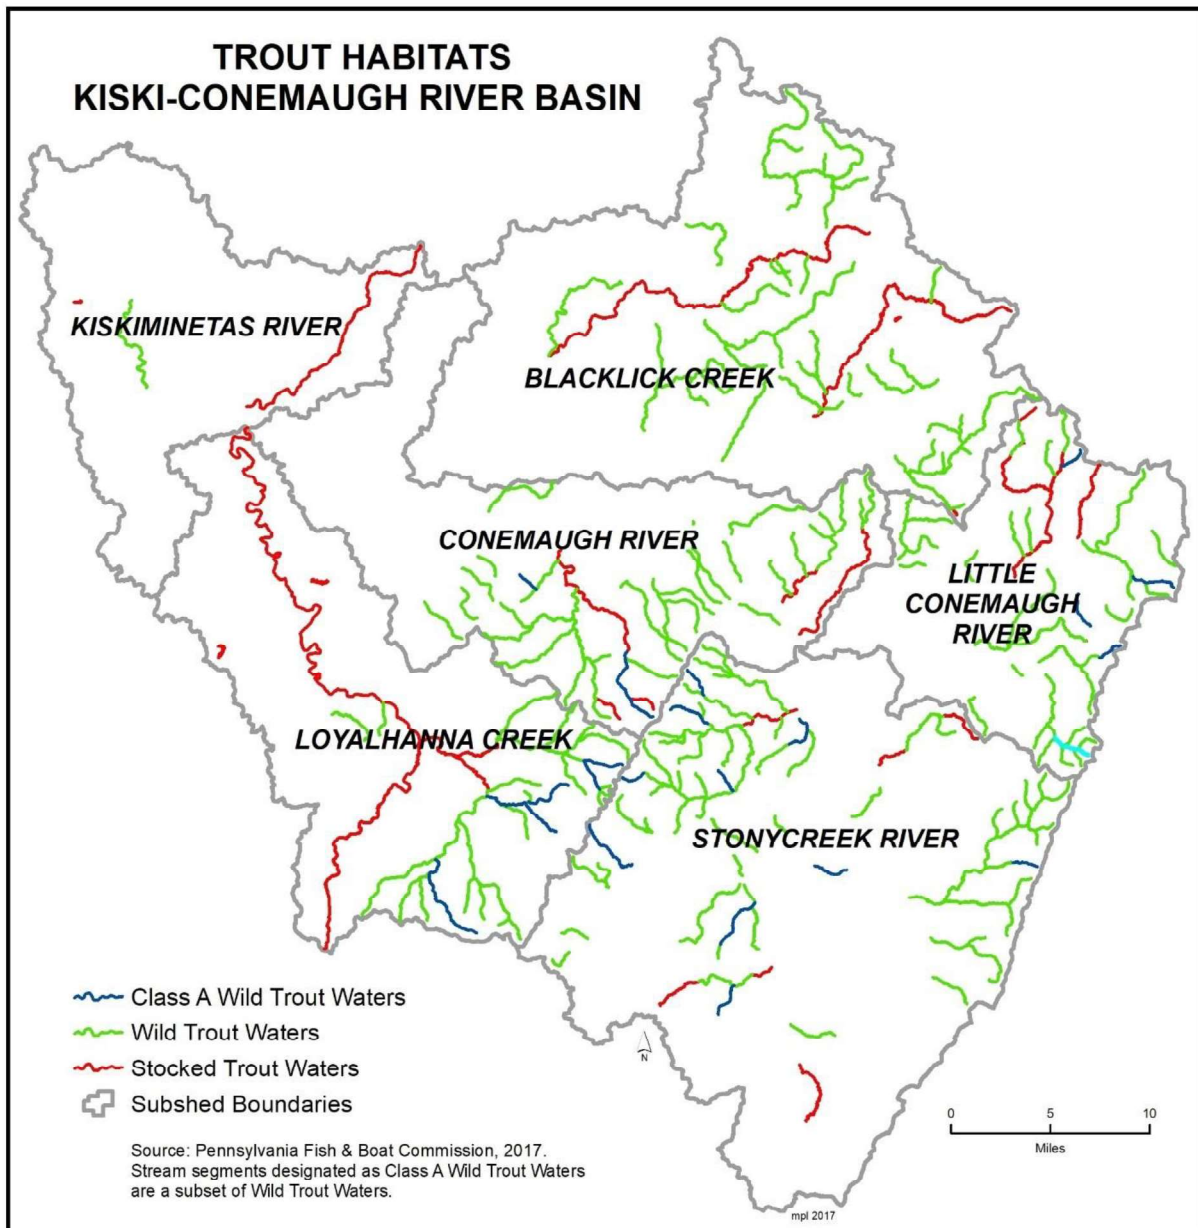 TROUT HABITATS
KISKI-CONEMAUGH RIVER BASIN
KISKIMINETAS RIVER
BLACKLICK CREEK
CONEMAUGH RIVER
LITTLE
CONEMAUGH
RIVER
LOYALHANNA CREEK
STONYCREEK RIVER
Class A Wild Trout Waters
Wild Trout Waters
Stocked Trout Waters
Subshed Boundaries
N
0 5 10
Miles
Source: Pennsylvania Fish & Boat Commission, 2017.
Stream segments designated as Class A Wild Trout Waters
are a subset of Wild Trout Waters.
mpl 2017